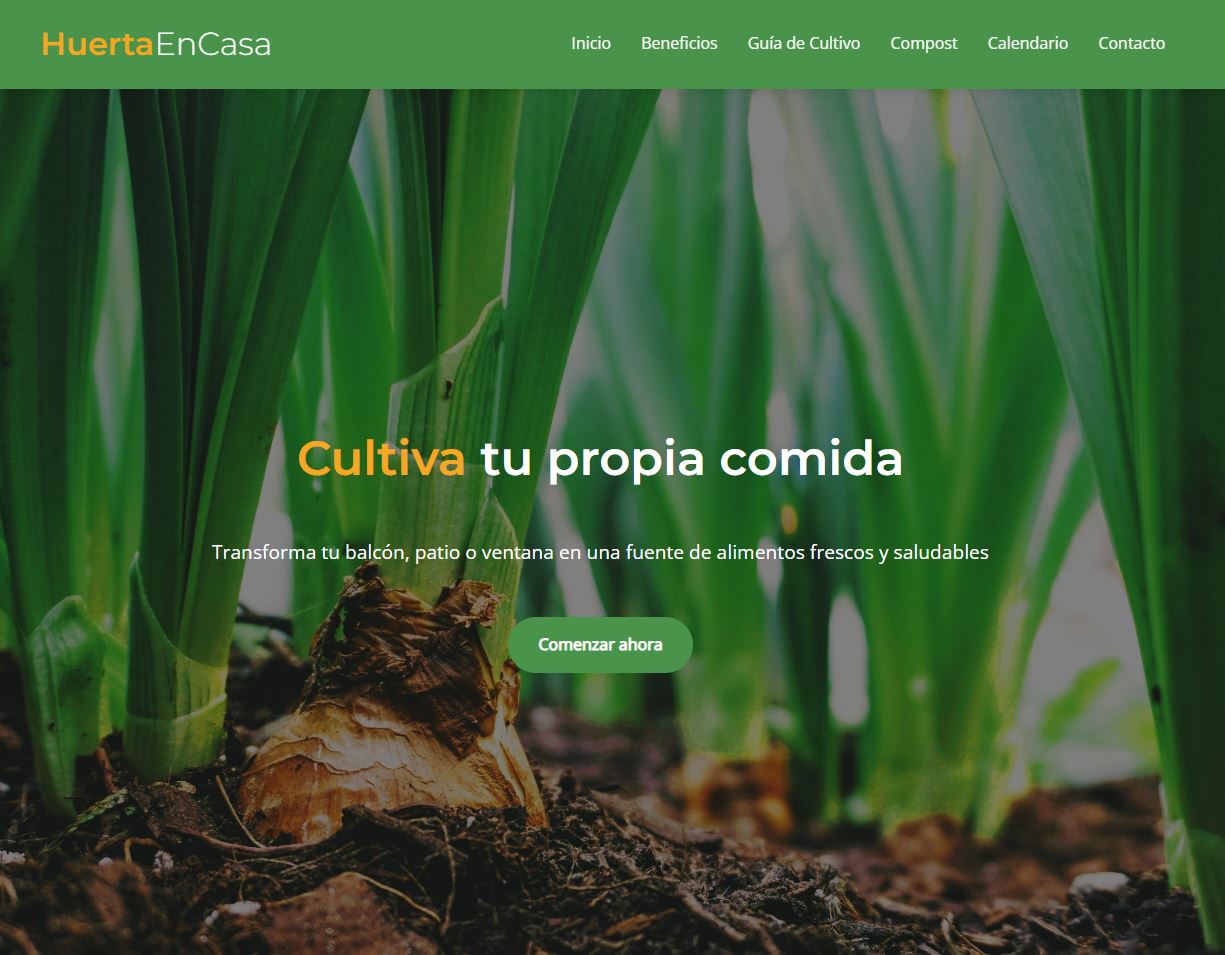 HuertaEnCasa
Inicio Beneficios Guía de Cultivo Compost Calendario Contacto
Cultiva tu propia comida
Transforma tu balcón, patio o ventana en una fuente de alimentos frescos y saludables
Comenzar ahora